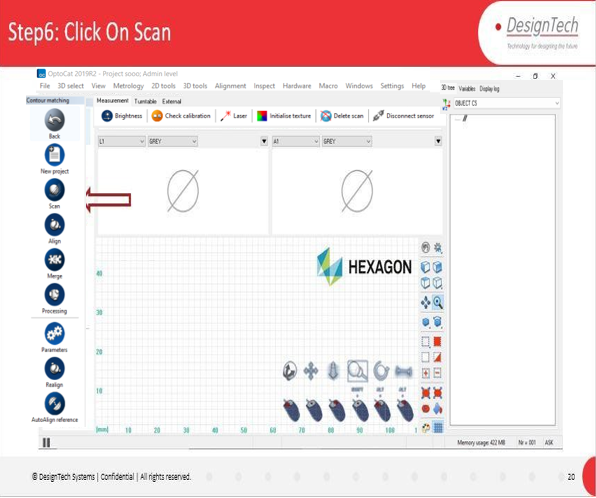 Step6: Click On Scan
DesignTech
Technology for designing the future
OptoCat 2019R2 - Project sooo; Admin level
File 3D select View Metrology 2D tools 3D tools Alignment Inspect Hardware Macro Windows Settings Help
3D tree Variables Display log
Contour matching
Measurement Turntable External
OBJECT CS
Brightness Check calibration Laser Initialise texture Delete scan Disconnect sensor
Back
L1 GREY A1 GREY
New project
Scan
Align
HEXAGON
Merge
40
Processing
30
Parameters
20
Realign
10
SHIFT ALT ALT
AutoAlign reference
[mm] 10 20 30 40 50 60 70 80 90 100 1
Memory usage: 422 MB Nr » 001 ASK
© DesignTech Systems | Confidential | All rights reserved.
20